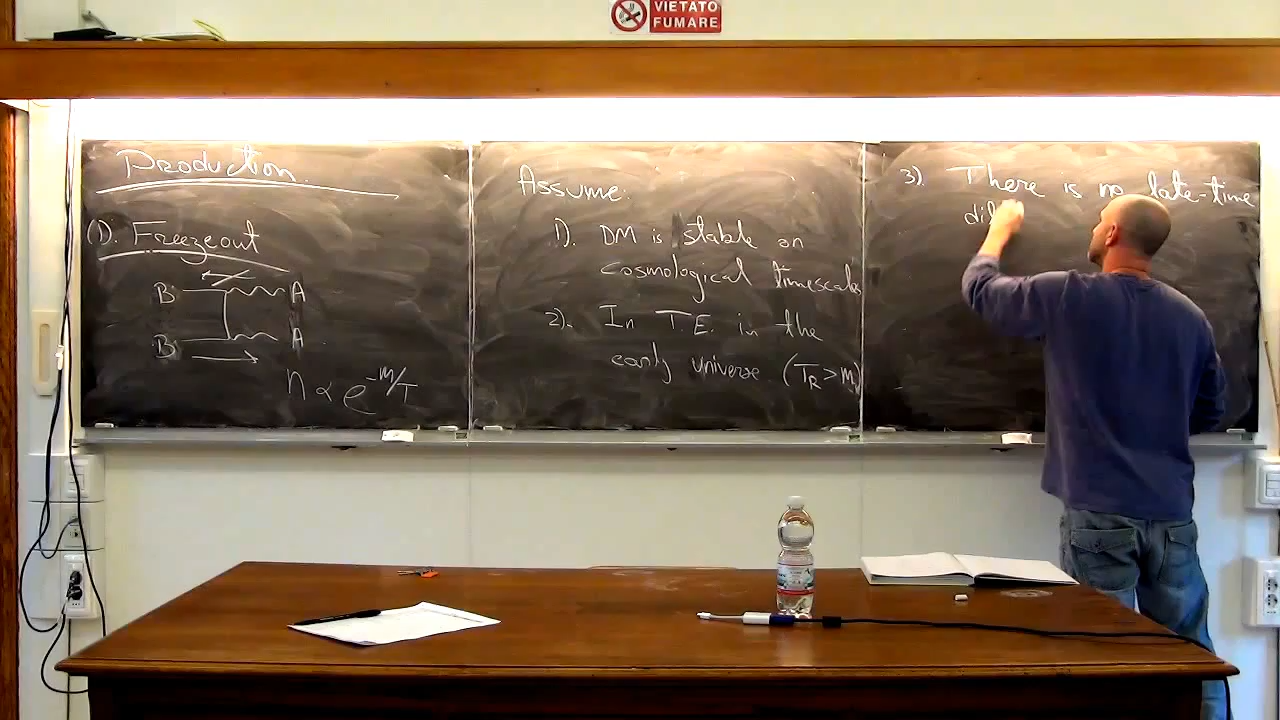 VIETATO
FUMARE
Production
(1). Freezeout
B A
B A
n ∝ e^-m/T
Assume:
1). DM is stable on
cosmological timescales
2). In T.E. in the
early universe (T_R > m)
3). There is no late-time
dil